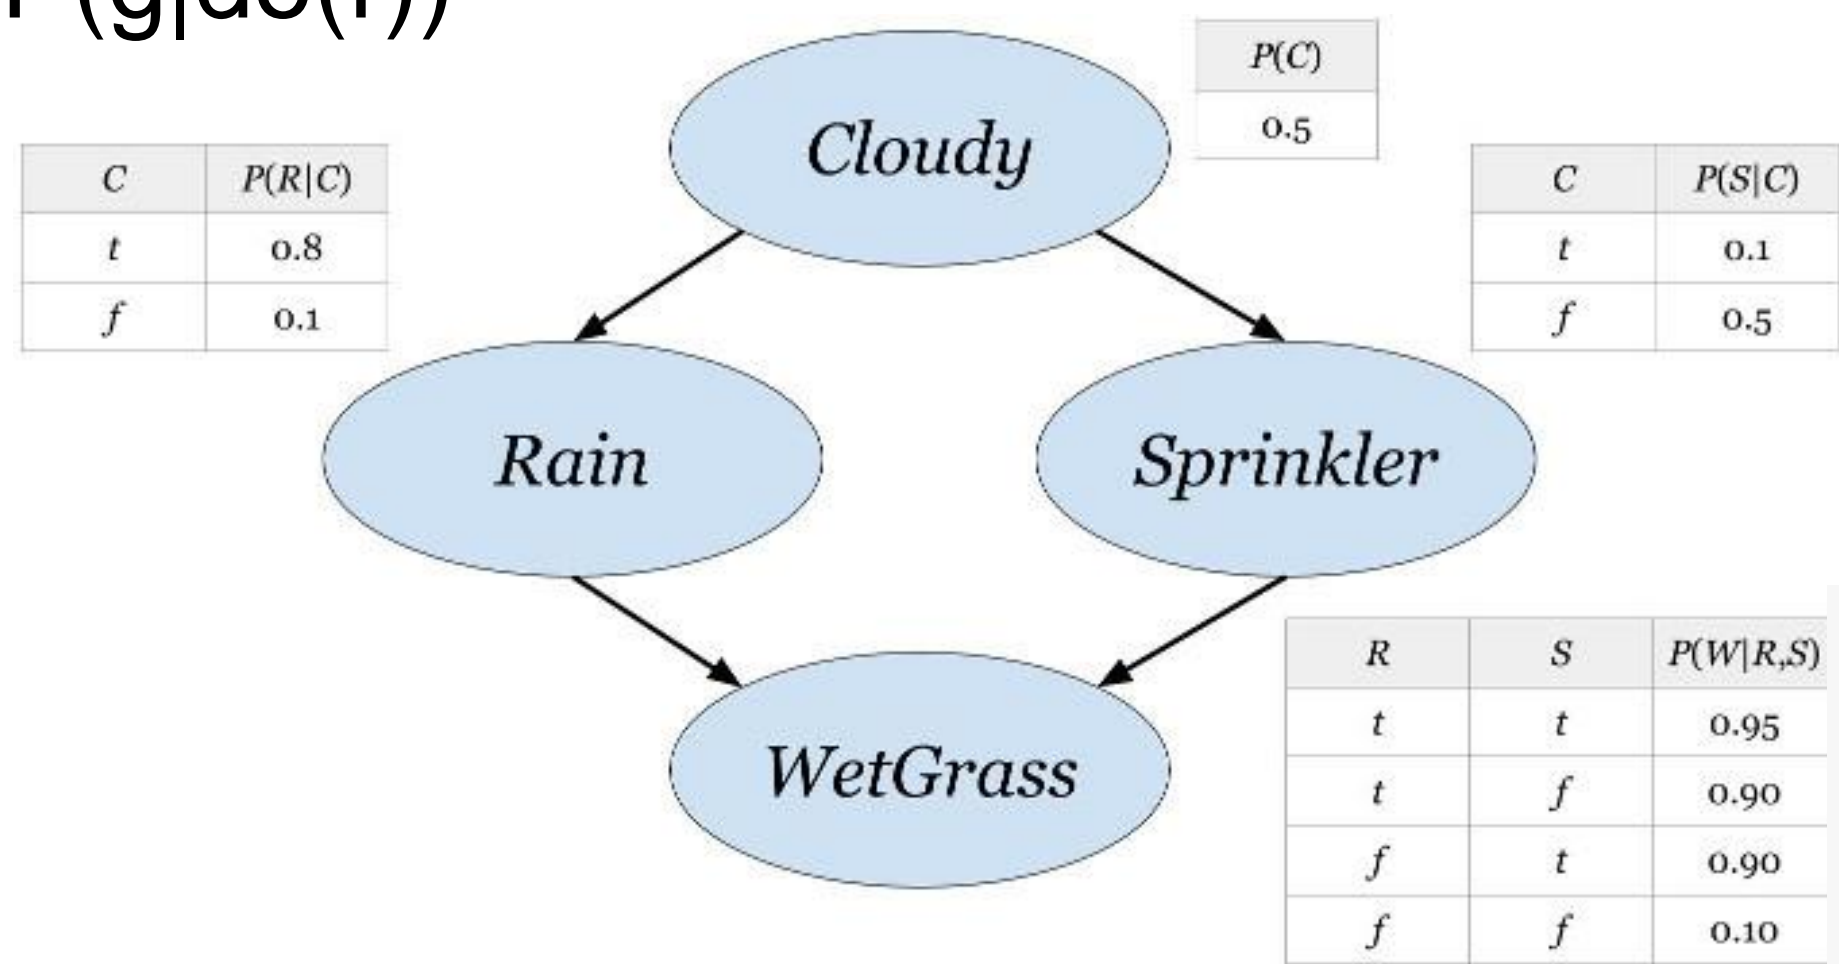 P(g|do(r))
P(C)
0.5
Cloudy
C P(R|C)
t 0.8
f 0.1
C P(S|C)
t 0.1
f 0.5
Rain
Sprinkler
WetGrass
R S P(W|R,S)
t t 0.95
t f 0.90
f t 0.90
f f 0.10